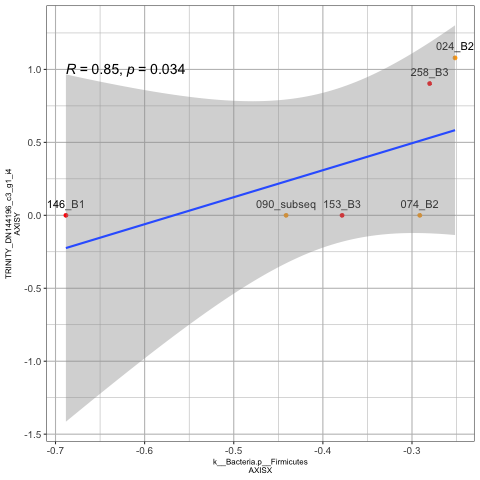 024_B2
258_B3
R = 0.85, p = 0.034
146_B1
090_subseq
153_B3
074_B2
1.0
0.5
0.0
-0.5
-1.0
-1.5
-0.7
-0.6
-0.5
-0.4
-0.3
TRINITY_DN144196_c3_g1_i4
AXISY
k__Bacteria.p__Firmicutes
AXISX